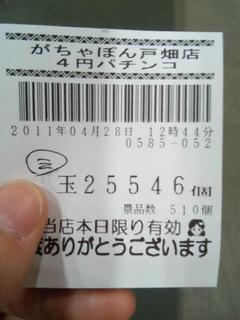 がちゃぽん戸畑店
4円パチンコ
2011年04月28日 12時44分
0585-052
玉25546個
景品数 510個
当店本日限り有効
ありがとうございます